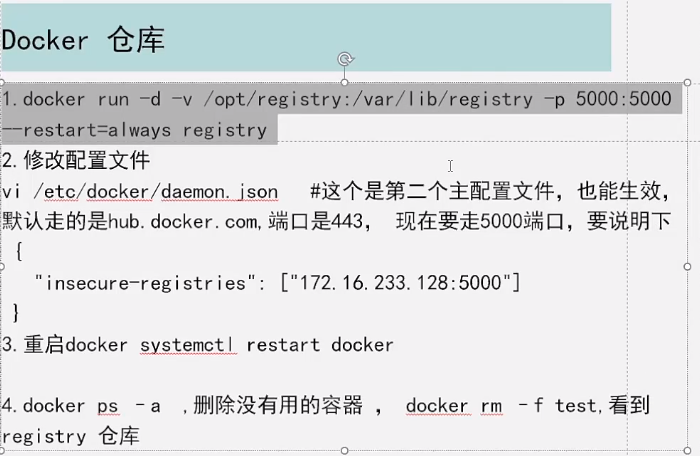 Docker 仓库
1.docker run -d -v /opt/registry:/var/lib/registry -p 5000:5000
--restart=always registry
2.修改配置文件
vi /etc/docker/daemon.json   #这个是第二个主配置文件，也能生效，
默认走的是hub.docker.com,端口是443， 现在要走5000端口，要说明下
{
"insecure-registries": ["172.16.233.128:5000"]
}
3.重启docker systemctl restart docker
4.docker ps -a ,删除没有用的容器 ， docker rm -f test,看到
registry 仓库